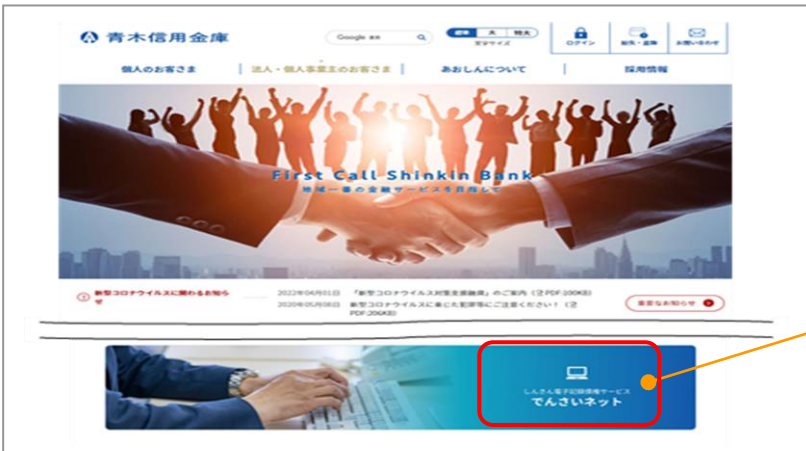 青木信用金庫
Google 提供
標準 大 特大
文字サイズ
ログイン
紛失・盗難
お問い合わせ
個人のお客さま
法人・個人事業主のお客さま
あおしんについて
採用情報
First Call Shinkin Bank
地域一番の金融サービスを目指して
新型コロナウイルスに関わるお知らせ
2022年04月01日 「新型コロナウイルス対策支援融資」のご案内 (PDF:100KB)
2020年05月08日 新型コロナウイルスに乗じた犯罪等にご注意ください! (
PDF:206KB)
重要なお知らせ
しんきん電子記録債権サービス
でんさいネット